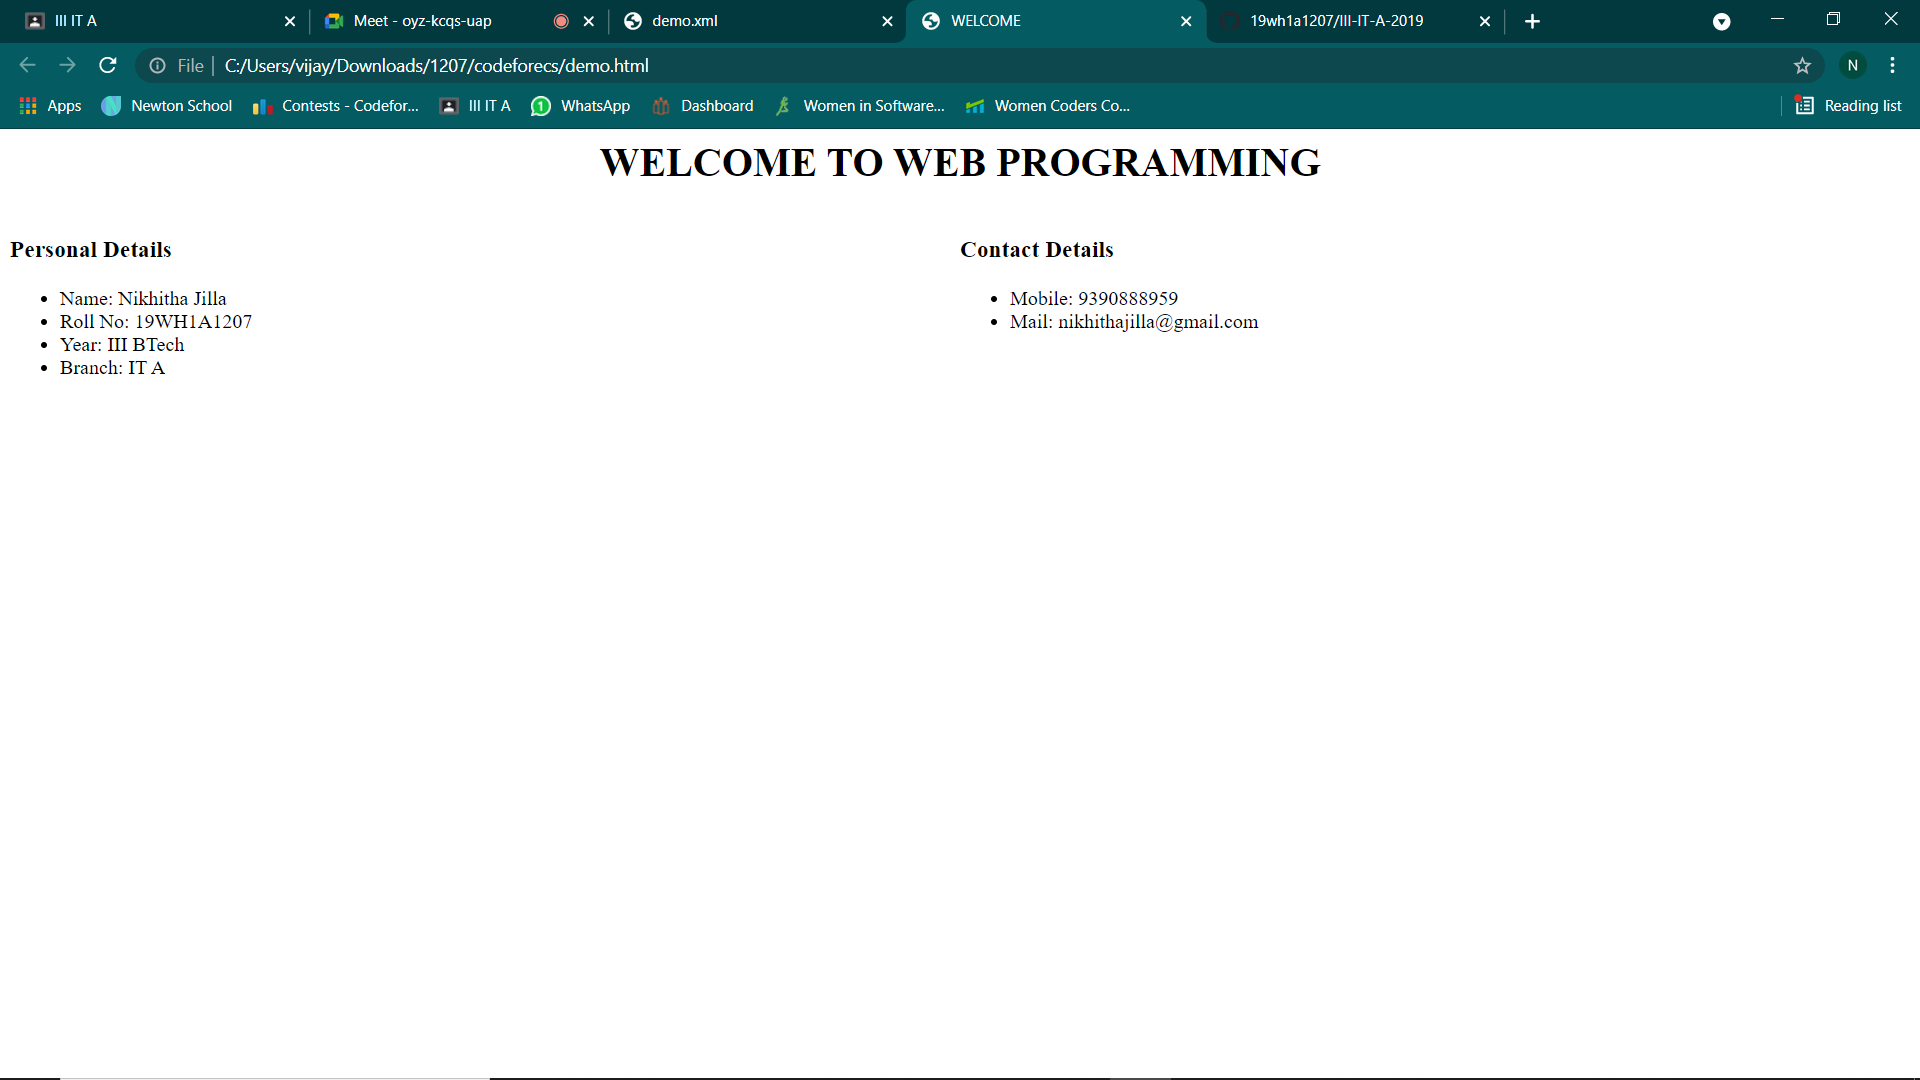 III IT A
Meet - oyz-kcqs-uap
demo.xml
WELCOME
19wh1a1207/III-IT-A-2019
File
C:/Users/vijay/Downloads/1207/codeforecs/demo.html
N
Apps
Newton School
Contests - Codefor...
III IT A
1
WhatsApp
Dashboard
Women in Software...
Women Coders Co...
Reading list
WELCOME TO WEB PROGRAMMING
Personal Details
• Name: Nikhitha Jilla
• Roll No: 19WH1A1207
• Year: III BTech
• Branch: IT A
Contact Details
• Mobile: 9390888959
• Mail: nikhithajilla@gmail.com